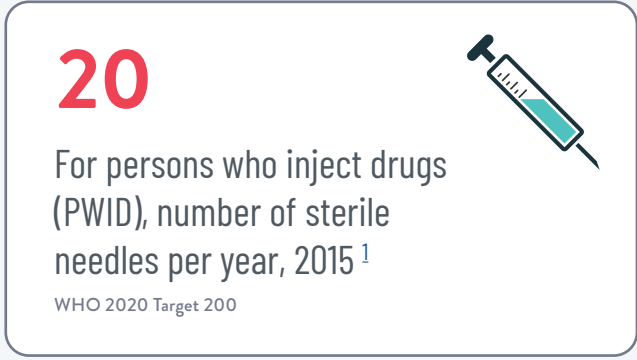 20
For persons who inject drugs
(PWID), number of sterile
needles per year, 2015 1
WHO 2020 Target 200